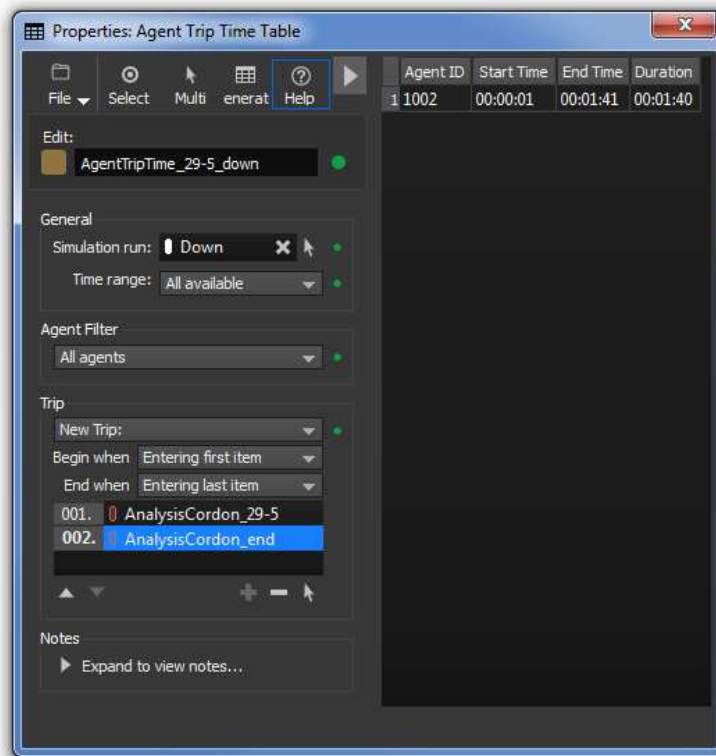 Properties: Agent Trip Time Table
File Select Multi enerat Help
Edit:
AgentTripTime_29-5_down
General
Simulation run: Down
Time range: All available
Agent Filter
All agents
Trip
New Trip:
Begin when Entering first item
End when Entering last item
001. AnalysisCordon_29-5
002. AnalysisCordon_end
Notes
Expand to view notes...
Agent ID Start Time End Time Duration
1 1002 00:00:01 00:01:41 00:01:40